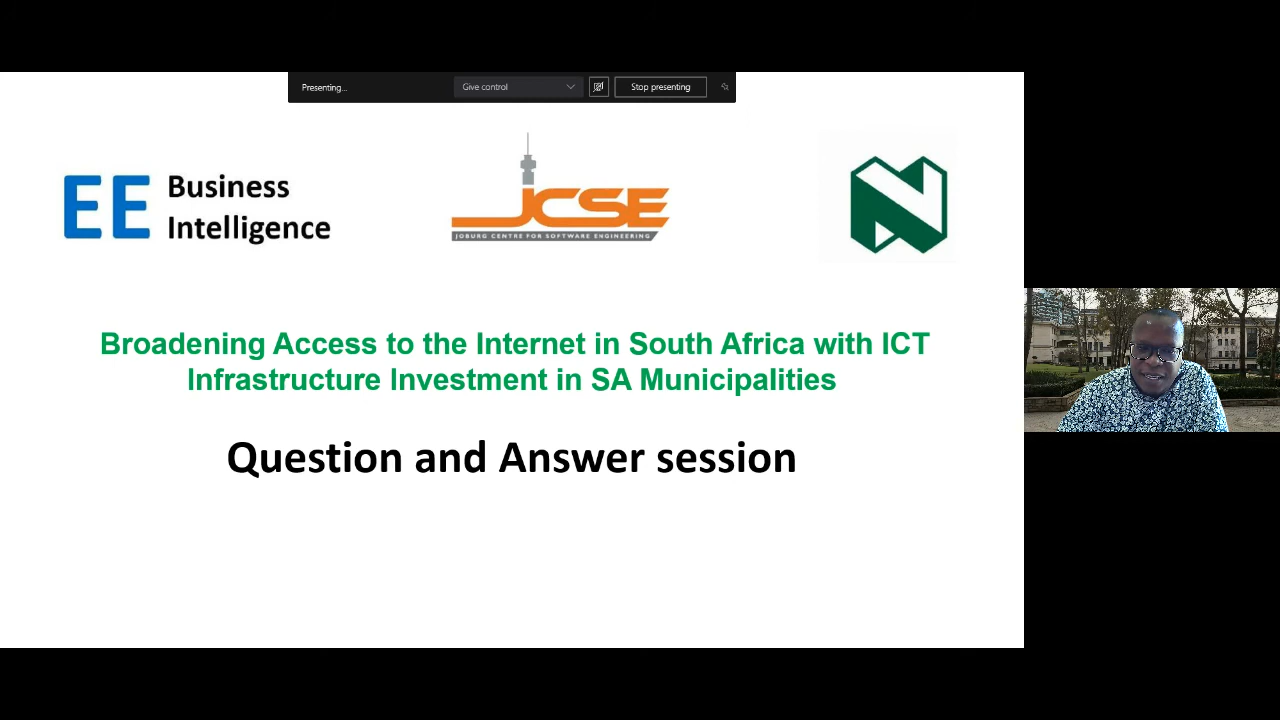 Presenting...
Give control
Stop presenting
EE Business
Intelligence
JCSE
JOBURG CENTRE FOR SOFTWARE ENGINEERING
Broadening Access to the Internet in South Africa with ICT
Infrastructure Investment in SA Municipalities
Question and Answer session